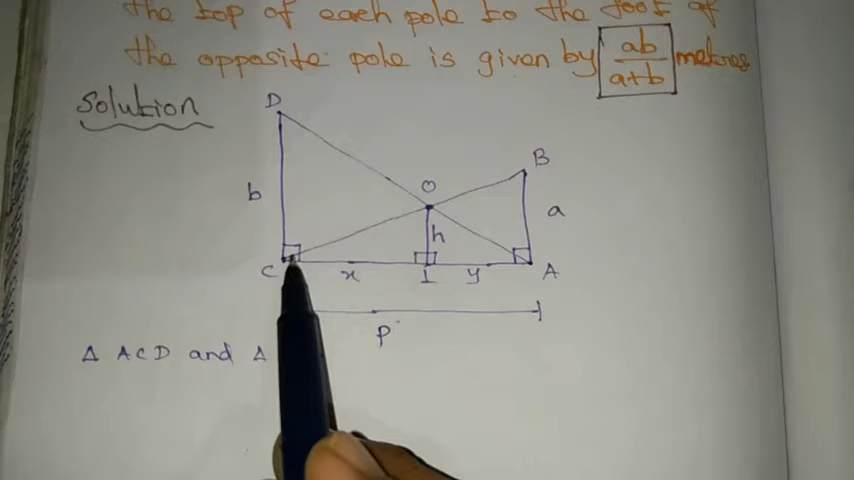 the top of each pole to the foot of
the opposite pole is given by ab/a+b metres
Solution
D
B
O
b
a
h
C
x
L
y
A
P
Δ ACD and Δ